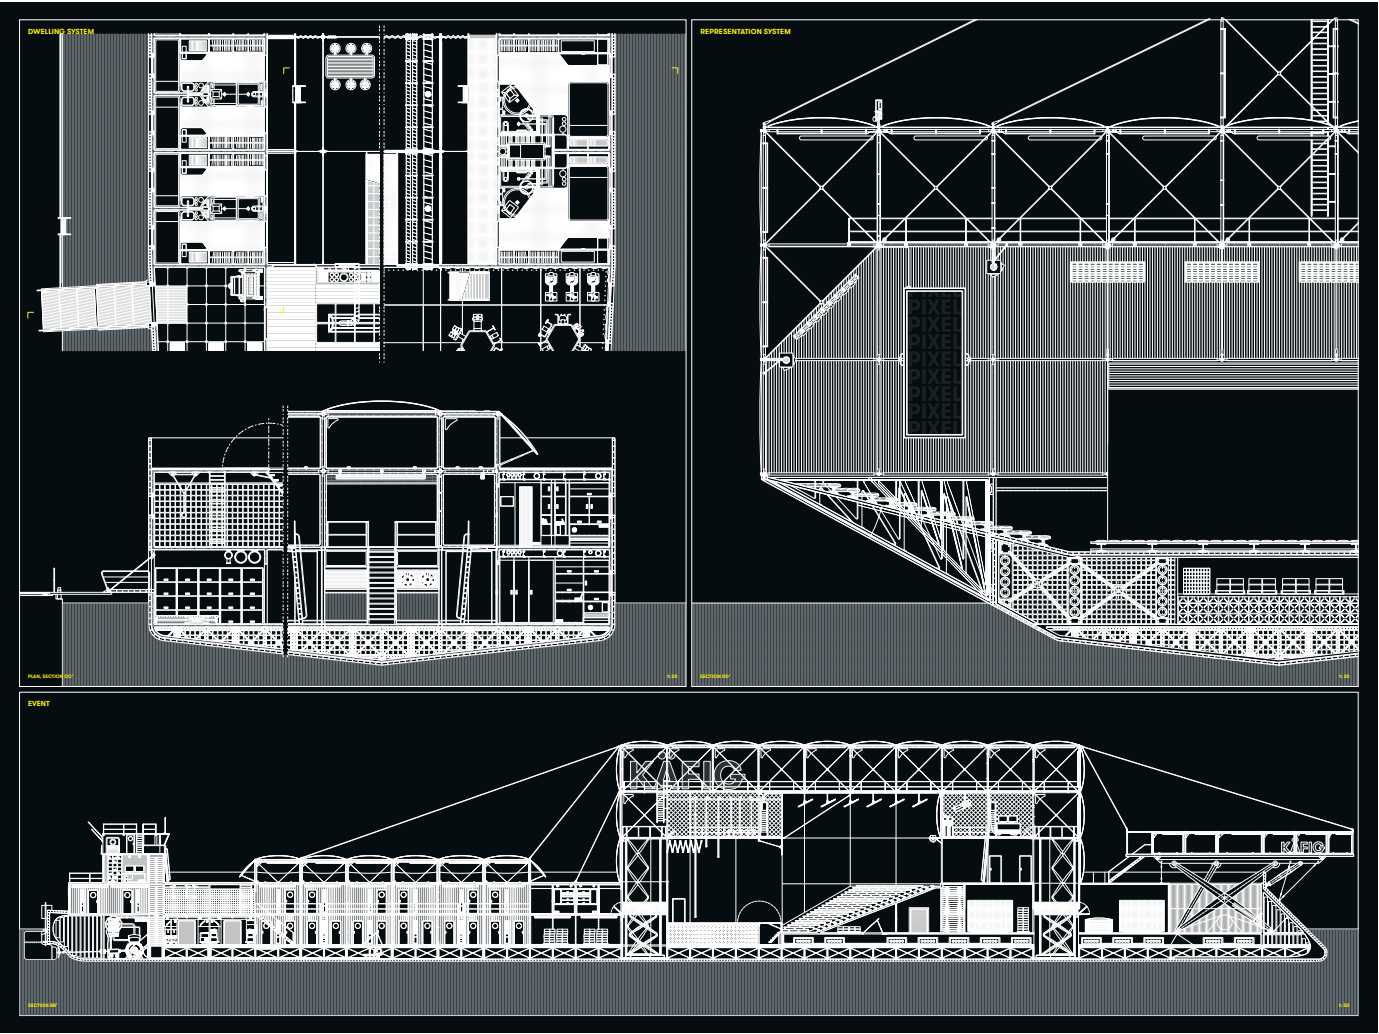 DWELLING SYSTEM
PLAN, SECTION CC'
1: 20
REPRESENTATION SYSTEM
PIXEL
PIXEL
PIXEL
PIXEL
PIXEL
PIXEL
PIXEL
PIXEL
SECTION DD'
1: 20
EVENT
KÄFIG
KÄFIG
SECTION BB'
1: 50